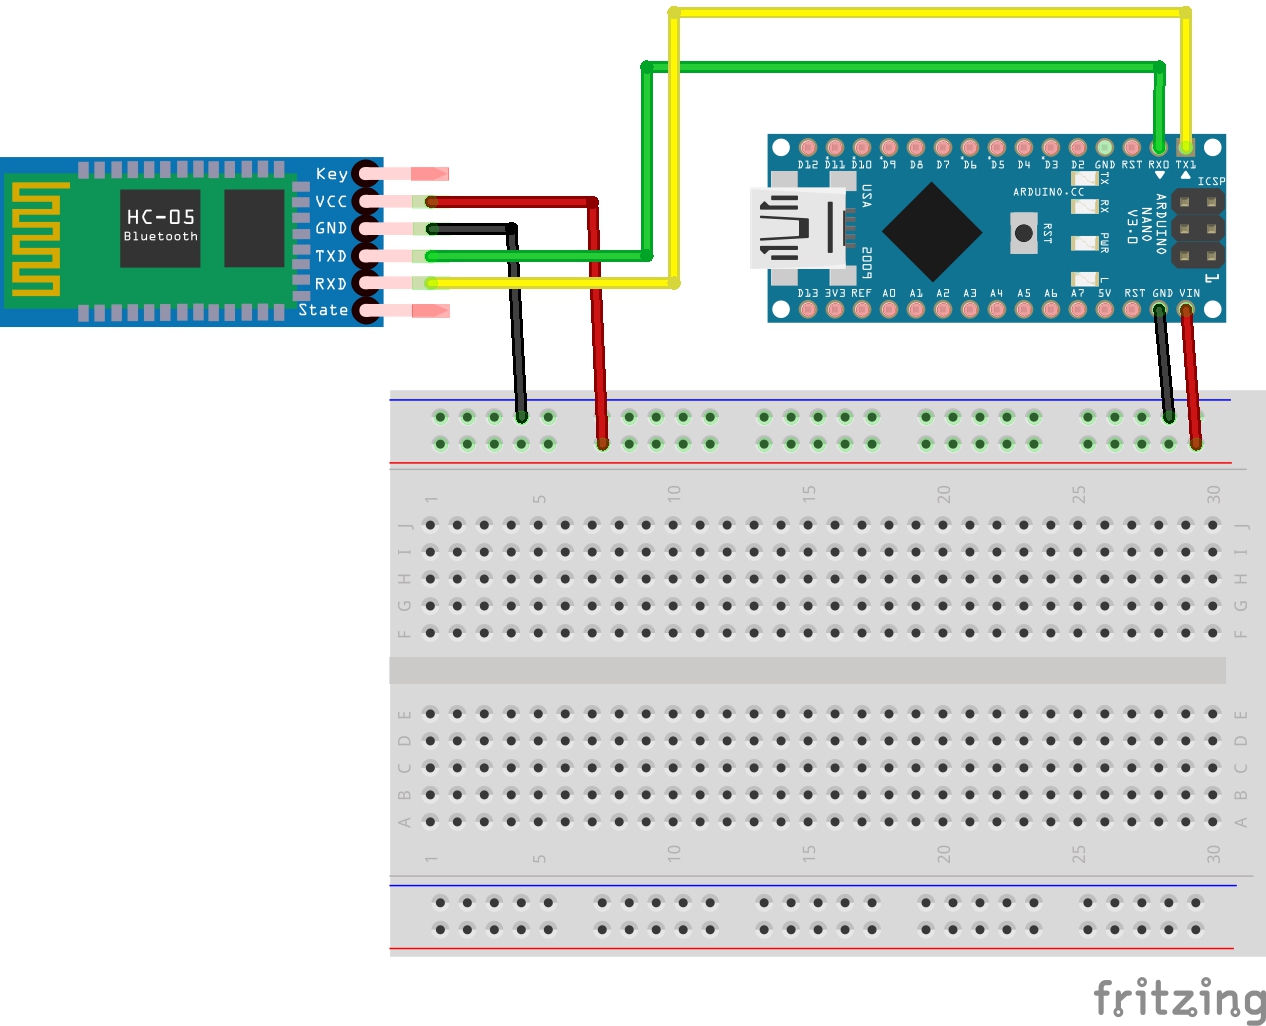 HC-05
Bluetooth
Key
VCC
GND
TXD
RXD
State
D12 D11 D10 D9 D8 D7 D6 D5 D4 D3 D2 GND RST RX0 TX1
USA
2009
ARDUINO.CC
RST
TX
RX
PWR
L
ARDUINO
NANO
V3.0
ICSP
1
D13 3V3 REF A0 A1 A2 A3 A4 A5 A6 A7 5V RST GND VIN
1 5 10 15 20 25 30
J J
I I
H H
G G
F F
E E
D D
C C
B B
A A
1 5 10 15 20 25 30
fritzing